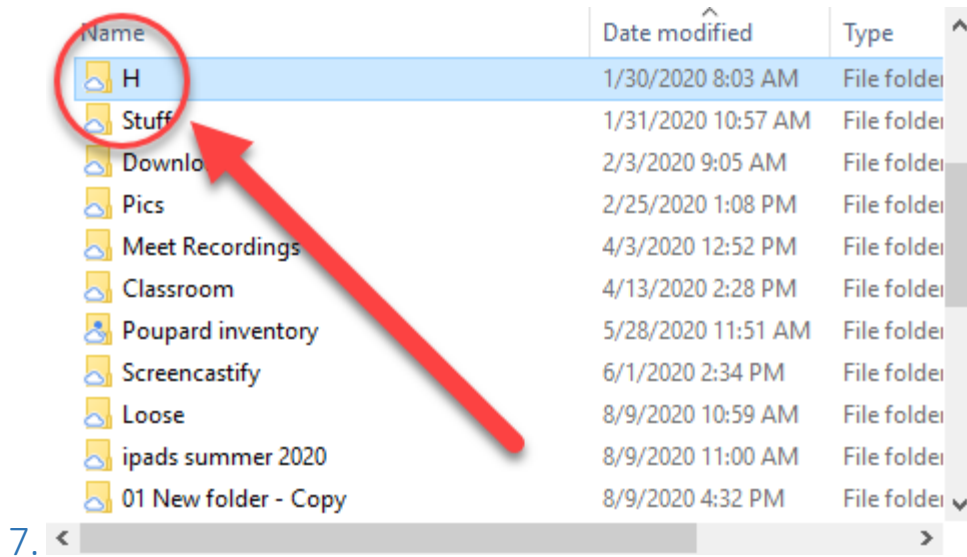 Name Date modified Type
H 1/30/2020 8:03 AM File folder
Stuff 1/31/2020 10:57 AM File folder
Downlo 2/3/2020 9:05 AM File folder
Pics 2/25/2020 1:08 PM File folder
Meet Recordings 4/3/2020 12:52 PM File folder
Classroom 4/13/2020 2:28 PM File folder
Poupard inventory 5/28/2020 11:51 AM File folder
Screencastify 6/1/2020 2:34 PM File folder
Loose 8/9/2020 10:59 AM File folder
ipads summer 2020 8/9/2020 11:00 AM File folder
01 New folder - Copy 8/9/2020 4:32 PM File folder
7.